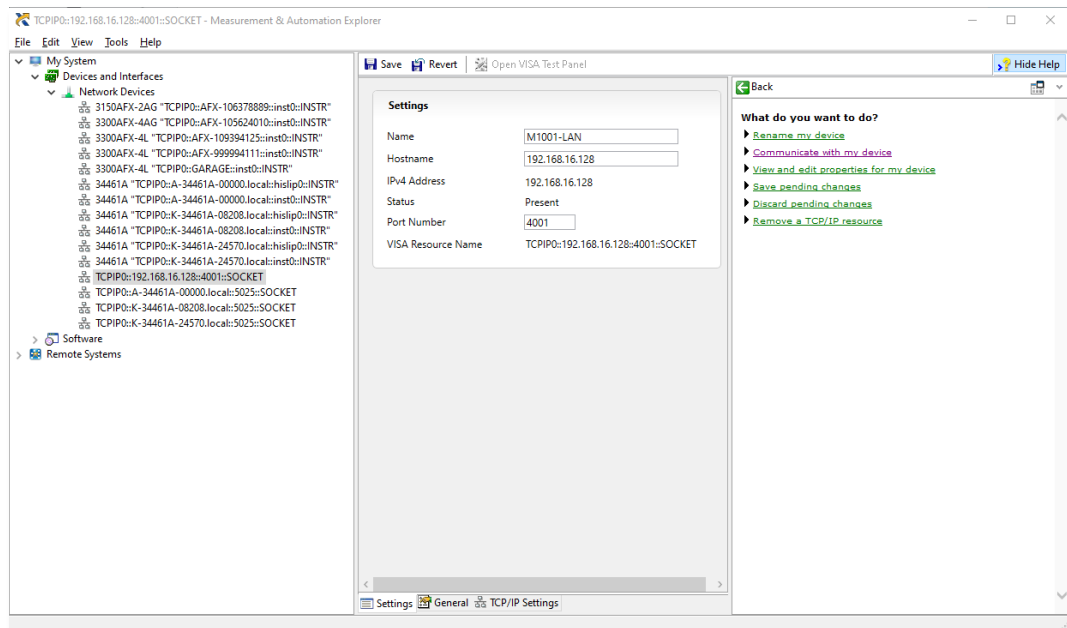 TCPIP0::192.168.16.128::4001::SOCKET - Measurement & Automation Explorer
File Edit View Tools Help
My System
Devices and Interfaces
Network Devices
3150AFX-2AG "TCPIP0::AFX-106378889::inst0::INSTR"
3300AFX-4AG "TCPIP0::AFX-105624010::inst0::INSTR"
3300AFX-4L "TCPIP0::AFX-109394125::inst0::INSTR"
3300AFX-4L "TCPIP0::AFX-999994111::inst0::INSTR"
3300AFX-4L "TCPIP0::GARAGE::inst0::INSTR"
34461A "TCPIP0::A-34461A-00000.local::hislip0::INSTR"
34461A "TCPIP0::A-34461A-00000.local::inst0::INSTR"
34461A "TCPIP0::K-34461A-08208.local::hislip0::INSTR"
34461A "TCPIP0::K-34461A-08208.local::inst0::INSTR"
34461A "TCPIP0::K-34461A-24570.local::hislip0::INSTR"
34461A "TCPIP0::K-34461A-24570.local::inst0::INSTR"
TCPIP0::192.168.16.128::4001::SOCKET
TCPIP0::A-34461A-00000.local::5025::SOCKET
TCPIP0::K-34461A-08208.local::5025::SOCKET
TCPIP0::K-34461A-24570.local::5025::SOCKET
Software
Remote Systems
Save Revert Open VISA Test Panel
Hide Help
Settings
Name M1001-LAN
Hostname 192.168.16.128
IPv4 Address 192.168.16.128
Status Present
Port Number 4001
VISA Resource Name TCPIP0::192.168.16.128::4001::SOCKET
Settings General TCP/IP Settings
Back
What do you want to do?
Rename my device
Communicate with my device
View and edit properties for my device
Save pending changes
Discard pending changes
Remove a TCP/IP resource